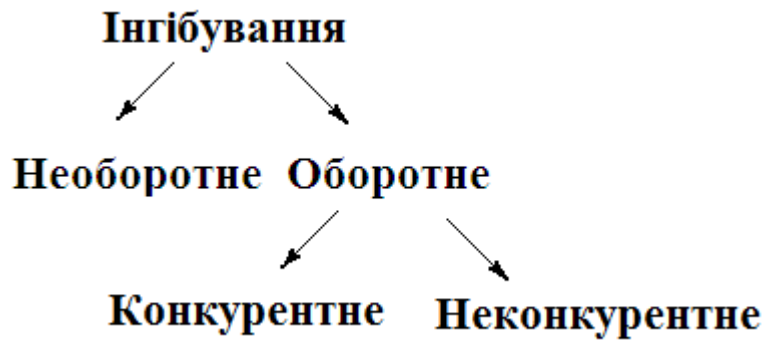 Інгібування
Необоротне Оборотне
Конкурентне Неконкурентне